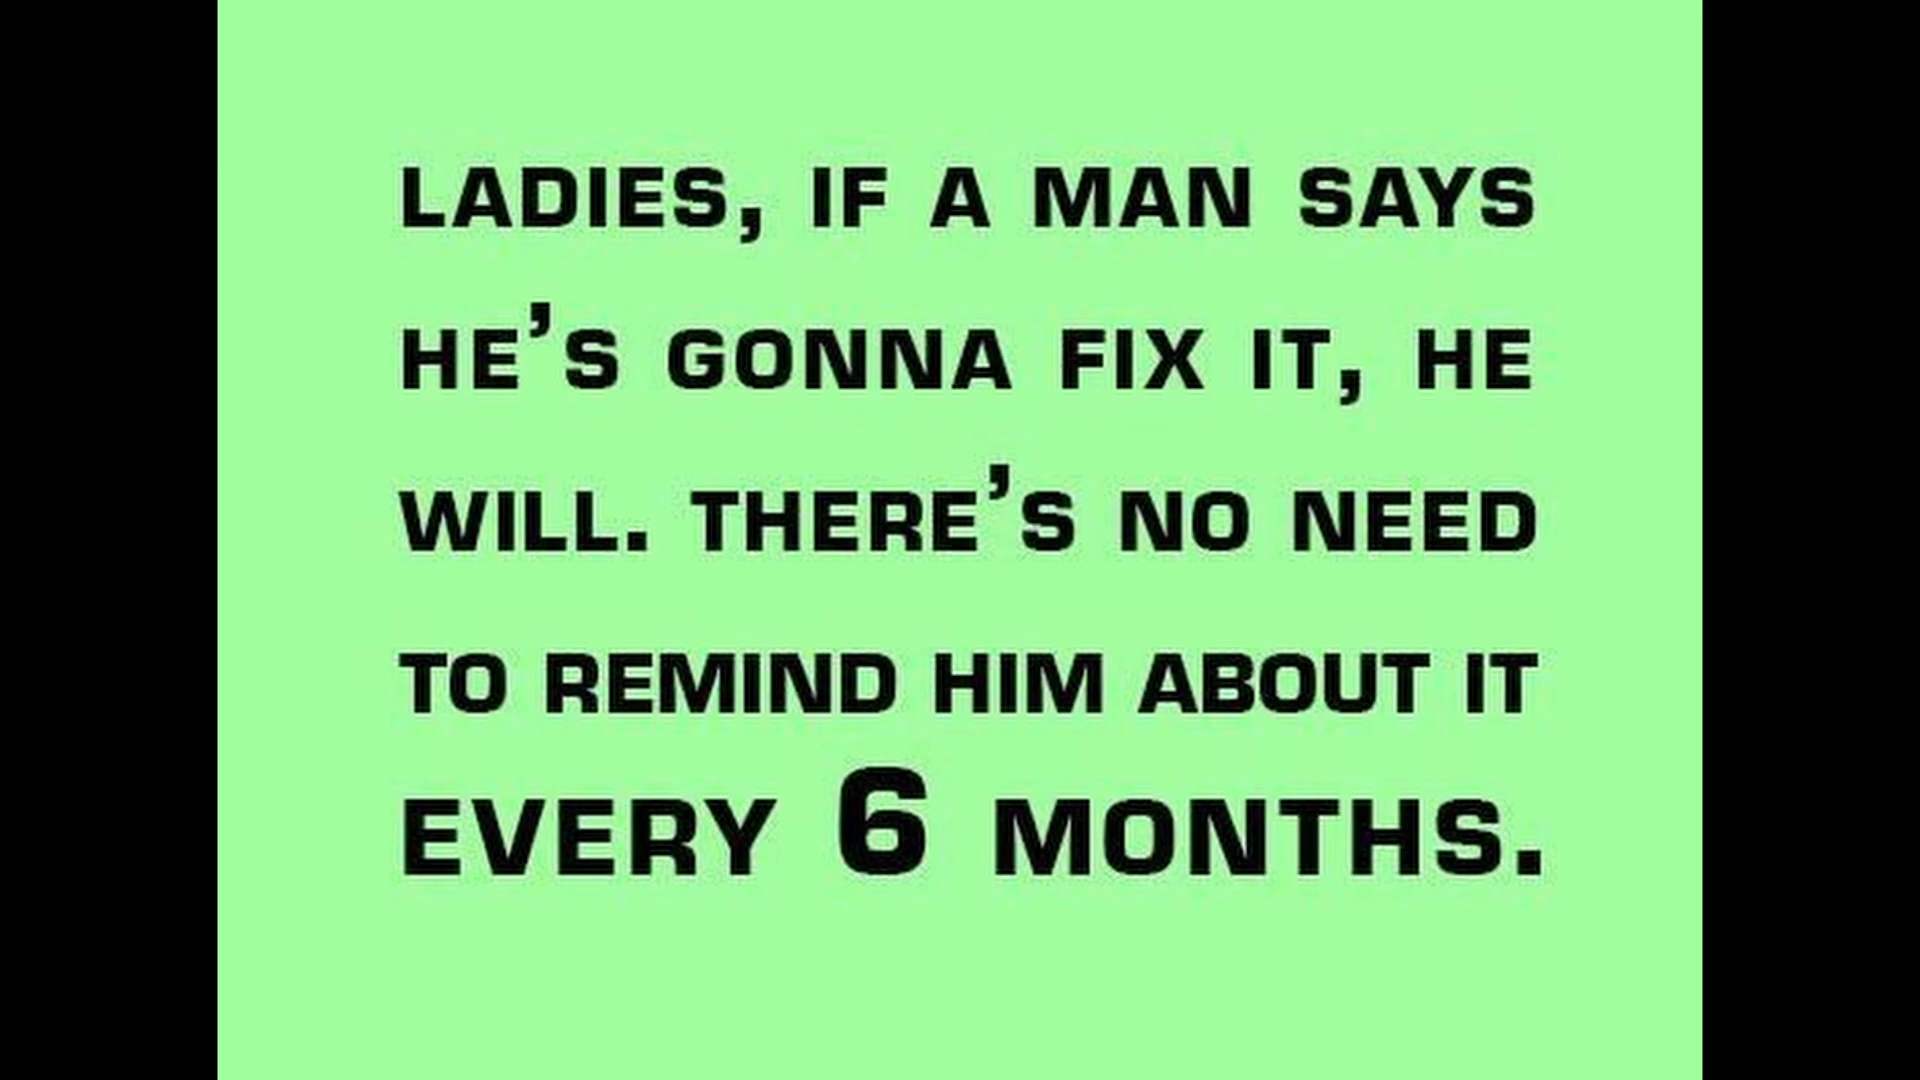 LADIES, IF A MAN SAYS
HE'S GONNA FIX IT, HE
WILL. THERE'S NO NEED
TO REMIND HIM ABOUT IT
EVERY 6 MONTHS.